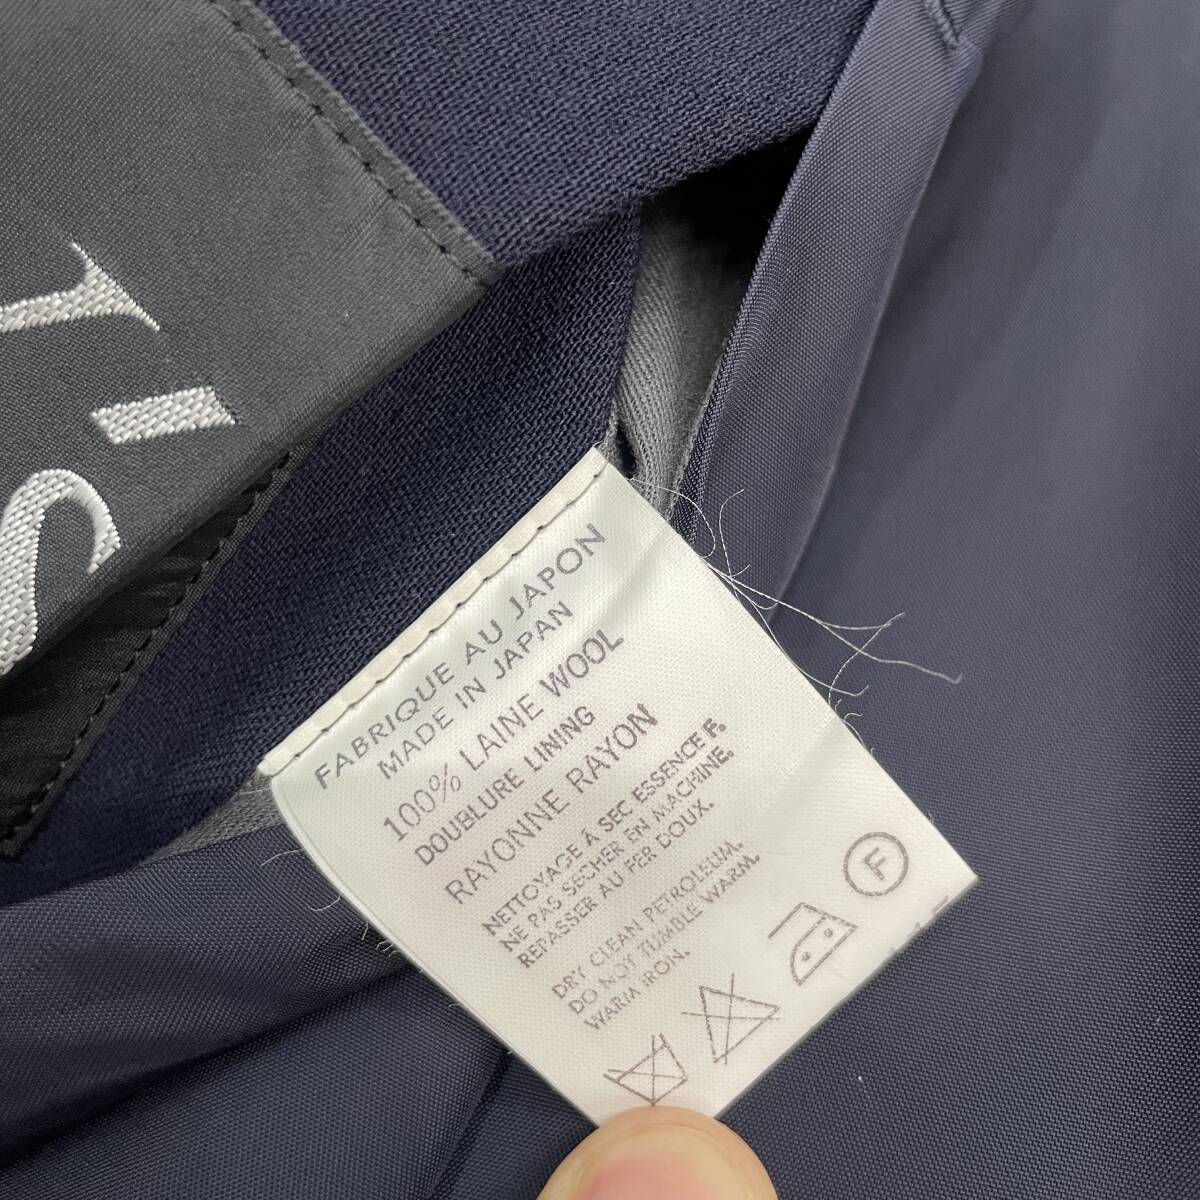 T'S
FABRIQUE AU JAPON
MADE IN JAPAN
100% LAINE WOOL
DOUBLURE LINING
RAYONNE RAYON
NETTOYAGE À SEC ESSENCE F.
NE PAS SÉCHER EN MACHINE.
REPASSER AU FER DOUX.
DRY CLEAN PETROLEUM.
DO NOT TUMBLE WARM.
WARM IRON.
F